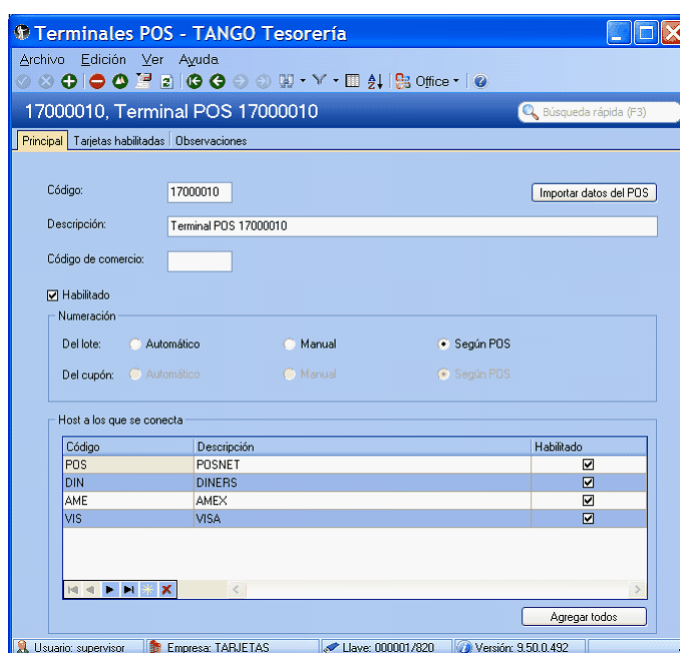 Terminales POS - TANGO Tesorería
Archivo Edición Ver Ayuda
Office
17000010, Terminal POS 17000010
Búsqueda rápida (F3)
Principal Tarjetas habilitadas Observaciones
Código: 17000010 Importar datos del POS
Descripción: Terminal POS 17000010
Código de comercio:
Habilitado
Numeración
Del lote: Automático Manual Según POS
Del cupón: Automático Manual Según POS
Host a los que se conecta
Código Descripción Habilitado
POS POSNET
DIN DINERS
AME AMEX
VIS VISA
Agregar todos
Usuario: supervisor Empresa: TARJETAS Llave: 000001/820 Versión: 9.50.0.492